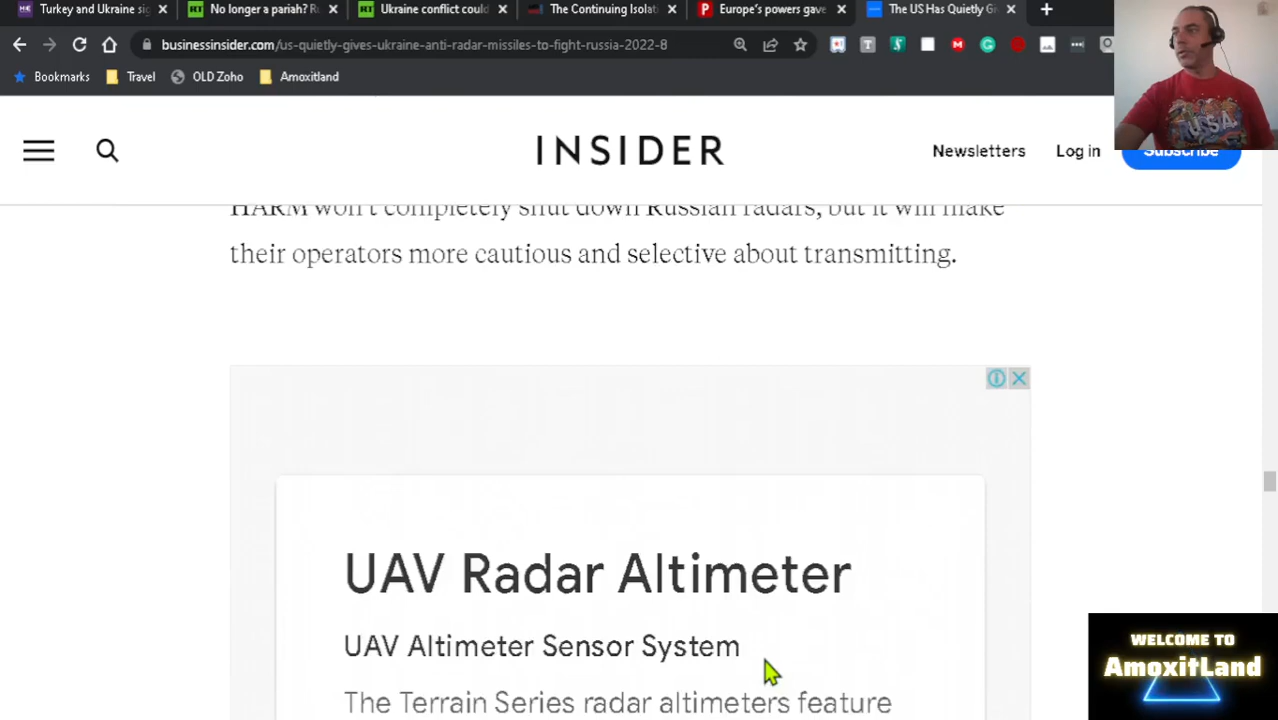 Turkey and Ukraine si
No longer a pariah? R
Ukraine conflict could
The Continuing Isolati
Europe's powers gave
The US Has Quietly Gi
businessinsider.com/us-quietly-gives-ukraine-anti-radar-missiles-to-fight-russia-2022-8
Bookmarks
Travel
OLD Zoho
Amoxitland
INSIDER
Newsletters
Log in
Subscribe
HARM won't completely shut down Russian radars, but it will make
their operators more cautious and selective about transmitting.
UAV Radar Altimeter
UAV Altimeter Sensor System
The Terrain Series radar altimeters feature
U.S.A.
WELCOME TO
AmoxitLand